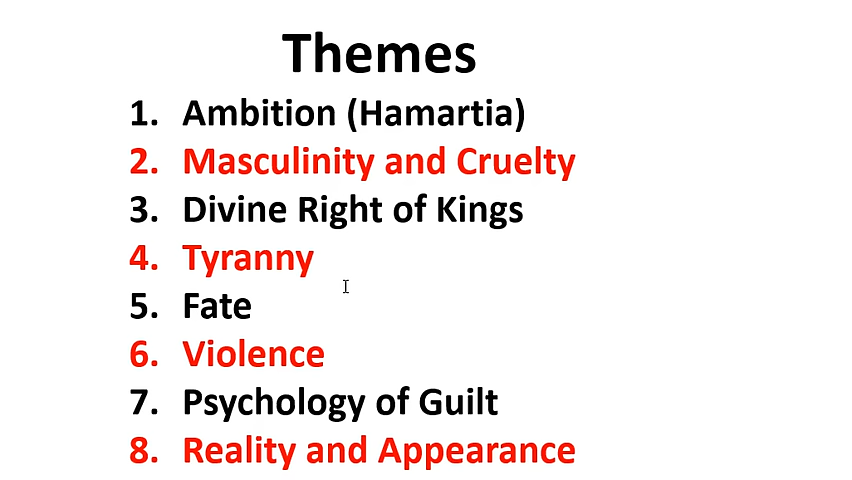 Themes
1. Ambition (Hamartia)
2. Masculinity and Cruelty
3. Divine Right of Kings
4. Tyranny
5. Fate
6. Violence
7. Psychology of Guilt
8. Reality and Appearance